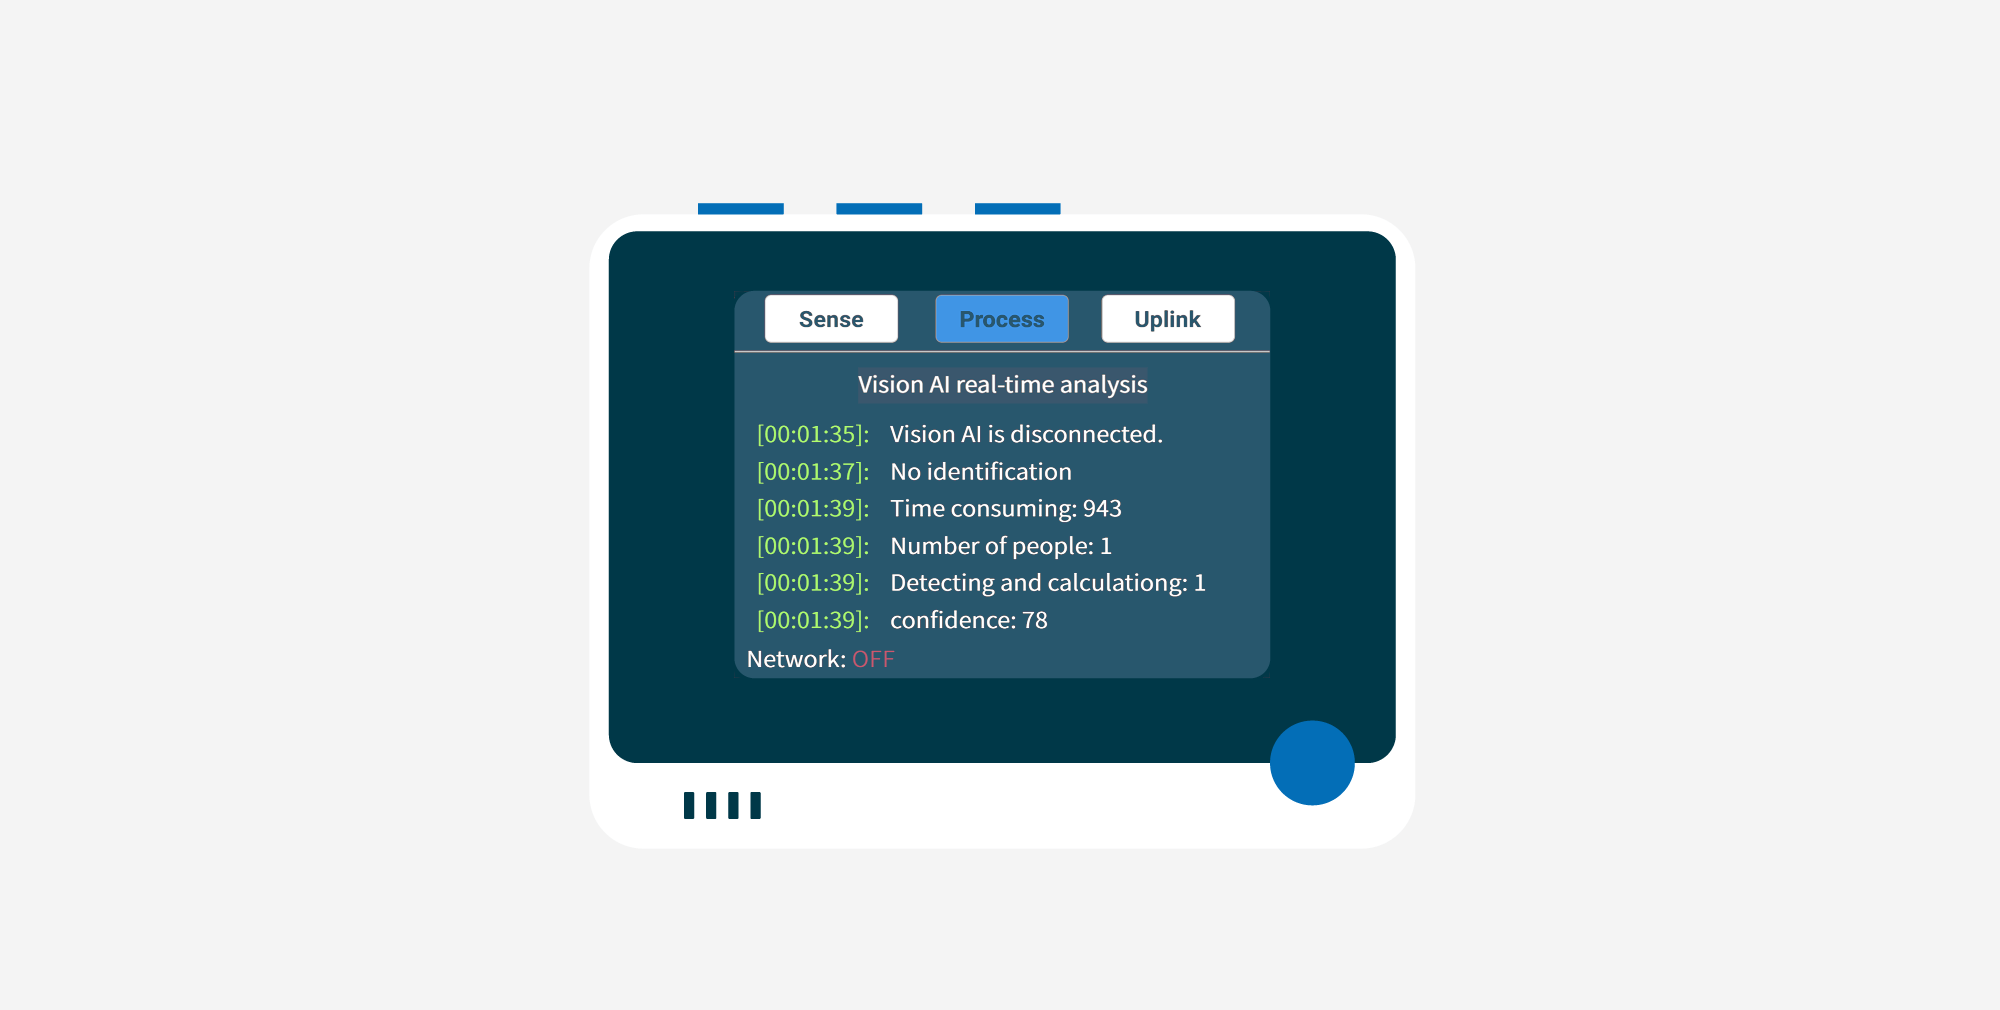 Sense Process Uplink
Vision AI real-time analysis
[00:01:35]: Vision AI is disconnected.
[00:01:37]: No identification
[00:01:39]: Time consuming: 943
[00:01:39]: Number of people: 1
[00:01:39]: Detecting and calculationg: 1
[00:01:39]: confidence: 78
Network: OFF